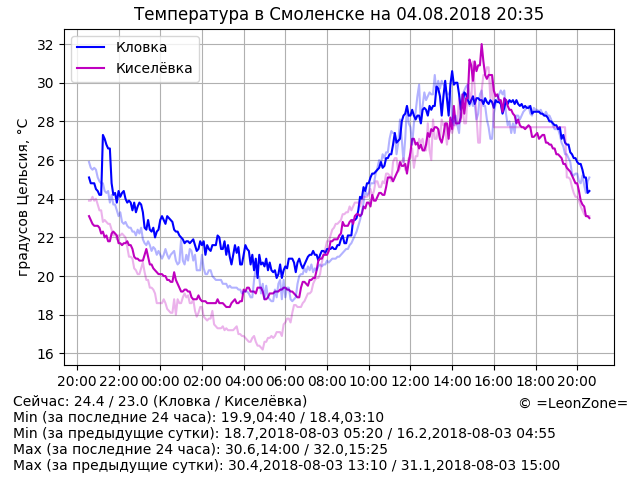 Температура в Смоленске на 04.08.2018 20:35
Кловка
Киселёвка
градусов Цельсия, °C
32
30
28
26
24
22
20
18
16
20:00 22:00 00:00 02:00 04:00 06:00 08:00 10:00 12:00 14:00 16:00 18:00 20:00
Сейчас: 24.4 / 23.0 (Кловка / Киселёвка)
© =LeonZone=
Min (за последние 24 часа): 19.9,04:40 / 18.4,03:10
Min (за предыдущие сутки): 18.7,2018-08-03 05:20 / 16.2,2018-08-03 04:55
Max (за последние 24 часа): 30.6,14:00 / 32.0,15:25
Max (за предыдущие сутки): 30.4,2018-08-03 13:10 / 31.1,2018-08-03 15:00